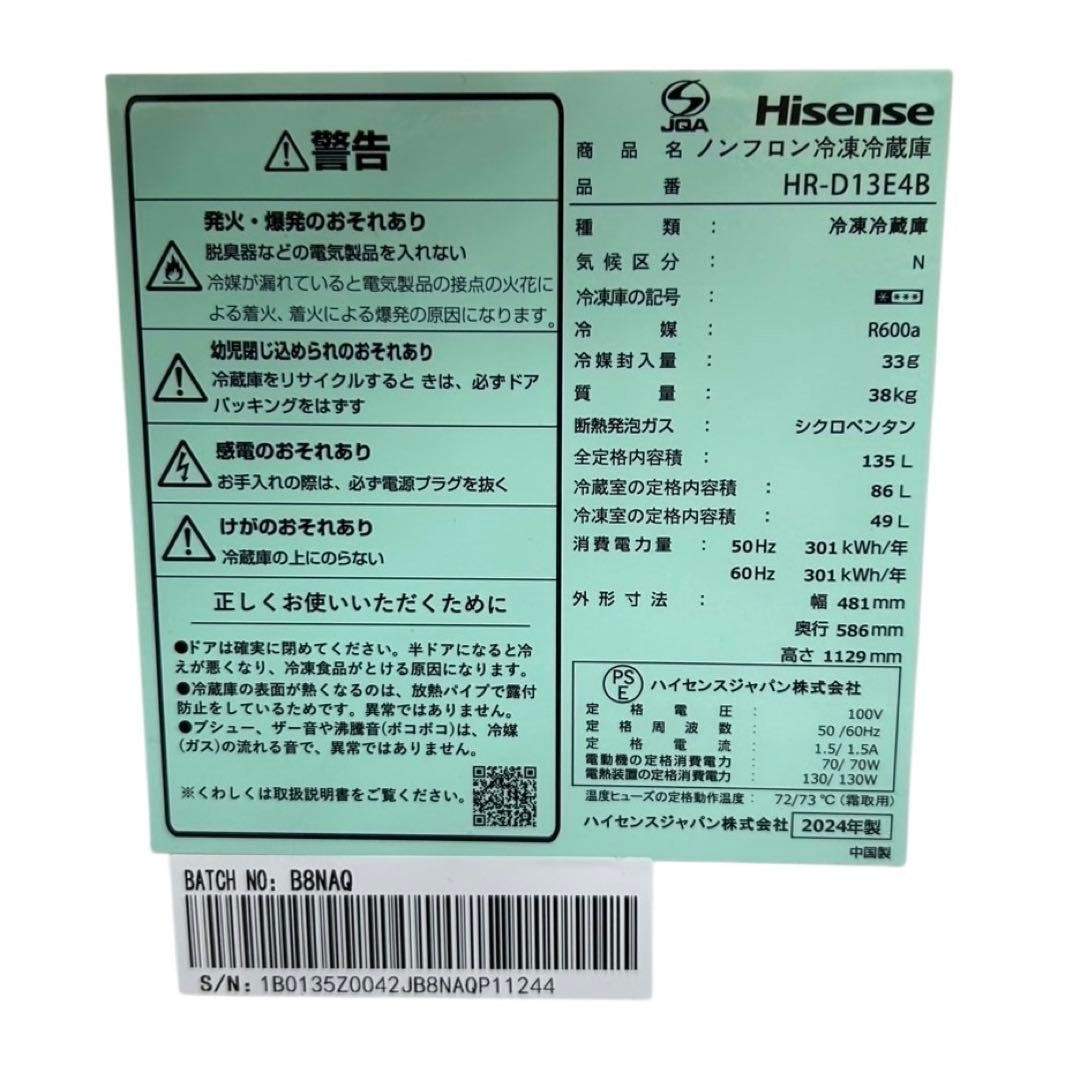 ⚠警告
発火・爆発のおそれあり
脱臭器などの電気製品を入れない
冷媒が漏れていると電気製品の接点の火花に
よる着火、着火による爆発の原因になります。
幼児閉じ込められのおそれあり
冷蔵庫をリサイクルすると きは、必ずドア
パッキングをはずす
感電のおそれあり
お手入れの際は、必ず電源プラグを抜く
けがのおそれあり
冷蔵庫の上にのらない
正しくお使いいただくために
●ドアは確実に閉めてください。半ドアになると冷
えが悪くなり、冷凍食品がとける原因になります。
●冷蔵庫の表面が熱くなるのは、放熱パイプで露付
防止をしているためです。異常ではありません。
●プシュー、ザー音や沸騰音(ボコボコ)は、冷媒
(ガス)の流れる音で、異常ではありません。
※くわしくは取扱説明書をご覧ください。
JQA Hisense
商品名 ノンフロン冷凍冷蔵庫
品番 HR-D13E4B
種類 : 冷凍冷蔵庫
気候区分 : N
冷凍庫の記号 : * ***
冷媒 : R600a
冷媒封入量 : 33g
質量 : 38kg
断熱発泡ガス : シクロペンタン
全定格内容積 : 135 L
冷蔵室の定格内容積 : 86 L
冷凍室の定格内容積 : 49 L
消費電力量 : 50Hz 301kWh/年
60Hz 301kWh/年
外形寸法 : 幅 481mm
奥行 586mm
高さ 1129mm
PSE ハイセンスジャパン株式会社
定格電圧 : 100V
定格周波数 : 50/60Hz
定格電流 : 1.5/1.5A
電動機の定格消費電力 : 70/70W
電熱装置の定格消費電力 : 130/130W
温度ヒューズの定格動作温度 : 72/73℃(霜取用)
ハイセンスジャパン株式会社 2024年製
中国製
BATCH NO: B8NAQ
S/N: 1B0135Z0042JB8NAQP11244